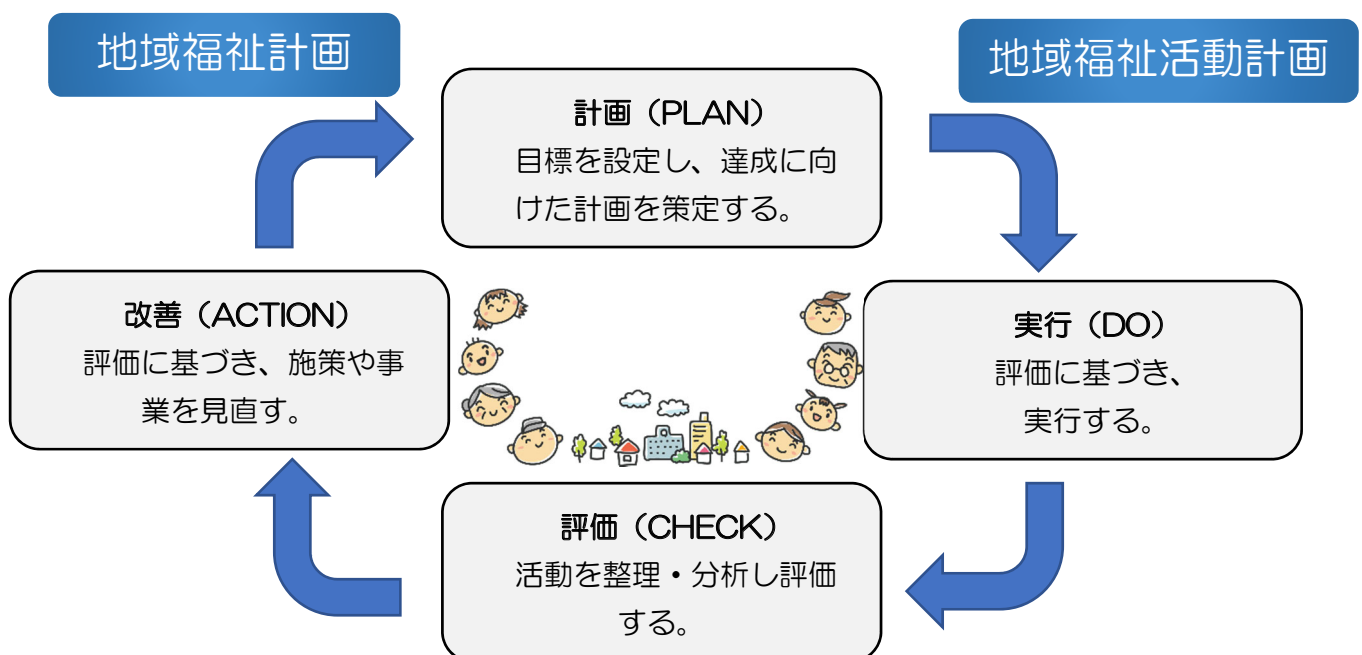 地域福祉計画
地域福祉活動計画
計画（PLAN）
目標を設定し、達成に向
けた計画を策定する。
改善（ACTION）
評価に基づき、施策や事
業を見直す。
実行（DO）
評価に基づき、
実行する。
評価（CHECK）
活動を整理・分析し評価
する。